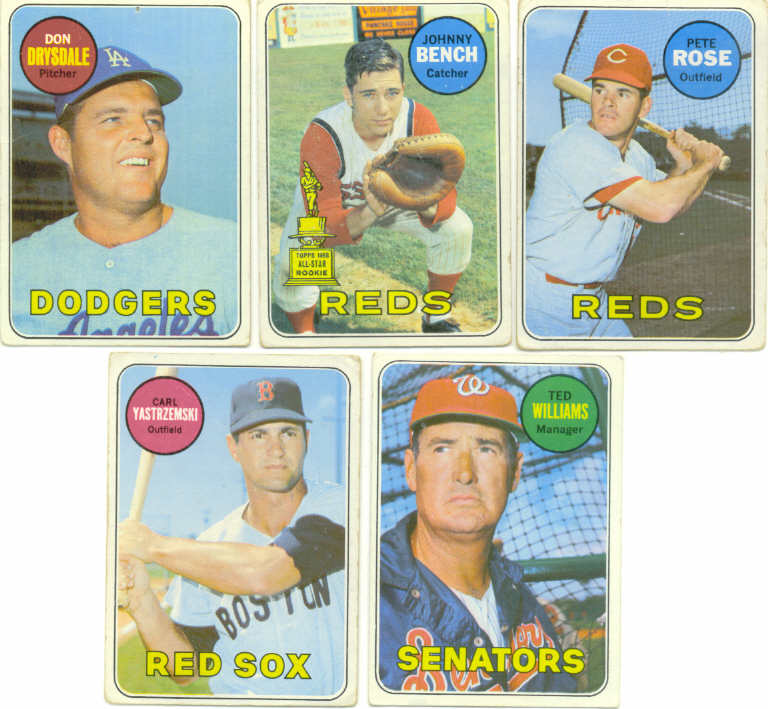 DON
DRYSDALE
Pitcher
LA
DODGERS
Angeles
JOHNNY
BENCH
Catcher
TOPPS 1968
ALL-STAR
ROOKIE
REDS
PETE
ROSE
Outfield
C
REDS
CARL
YASTRZEMSKI
Outfield
B
BOSTON
RED SOX
TED
WILLIAMS
Manager
W
SENATORS